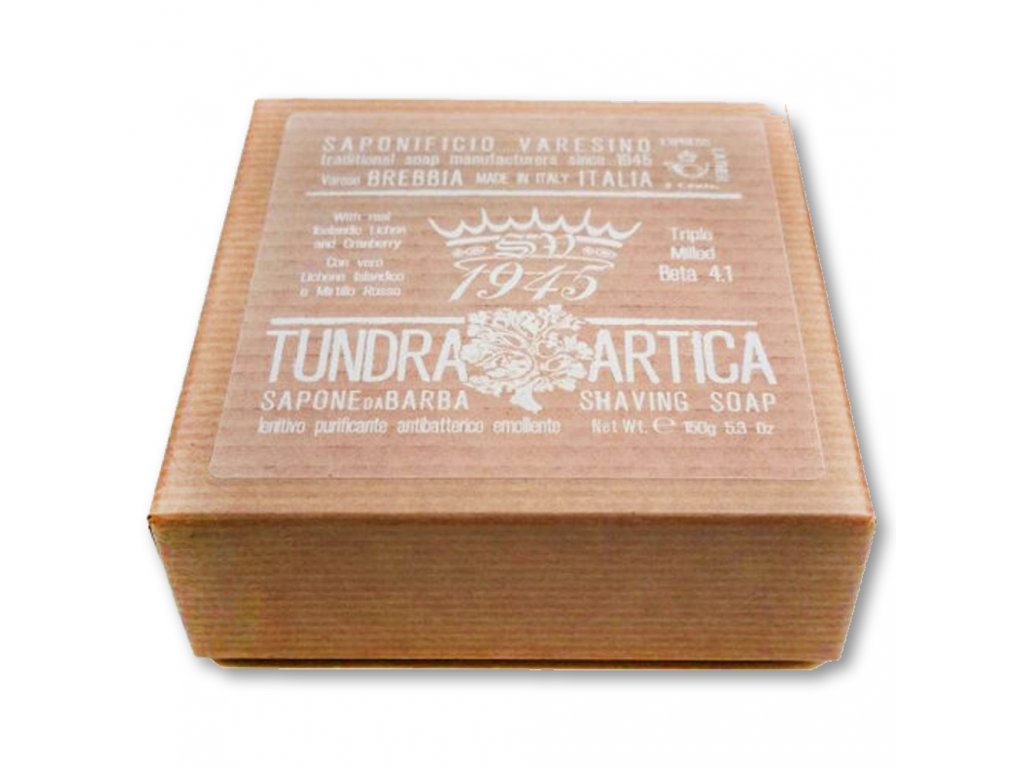 SAPONIFICIO VARESINO
traditional soap manufacturers since 1945
Varese BREBBIA MADE IN ITALY ITALIA
EXPRESS
LATHER
With real
Icelandic Lichen
and Cranberry
Con vero
Lichene Islandico
e Mirtillo Rosso
SV
1945
Triple
Milled
Beta 4.1
TUNDRA ARTICA
SAPONE DA BARBA
SHAVING SOAP
lenitivo purificante antibatterico emolliente
Net Wt. ℮ 150g 5.3 Oz